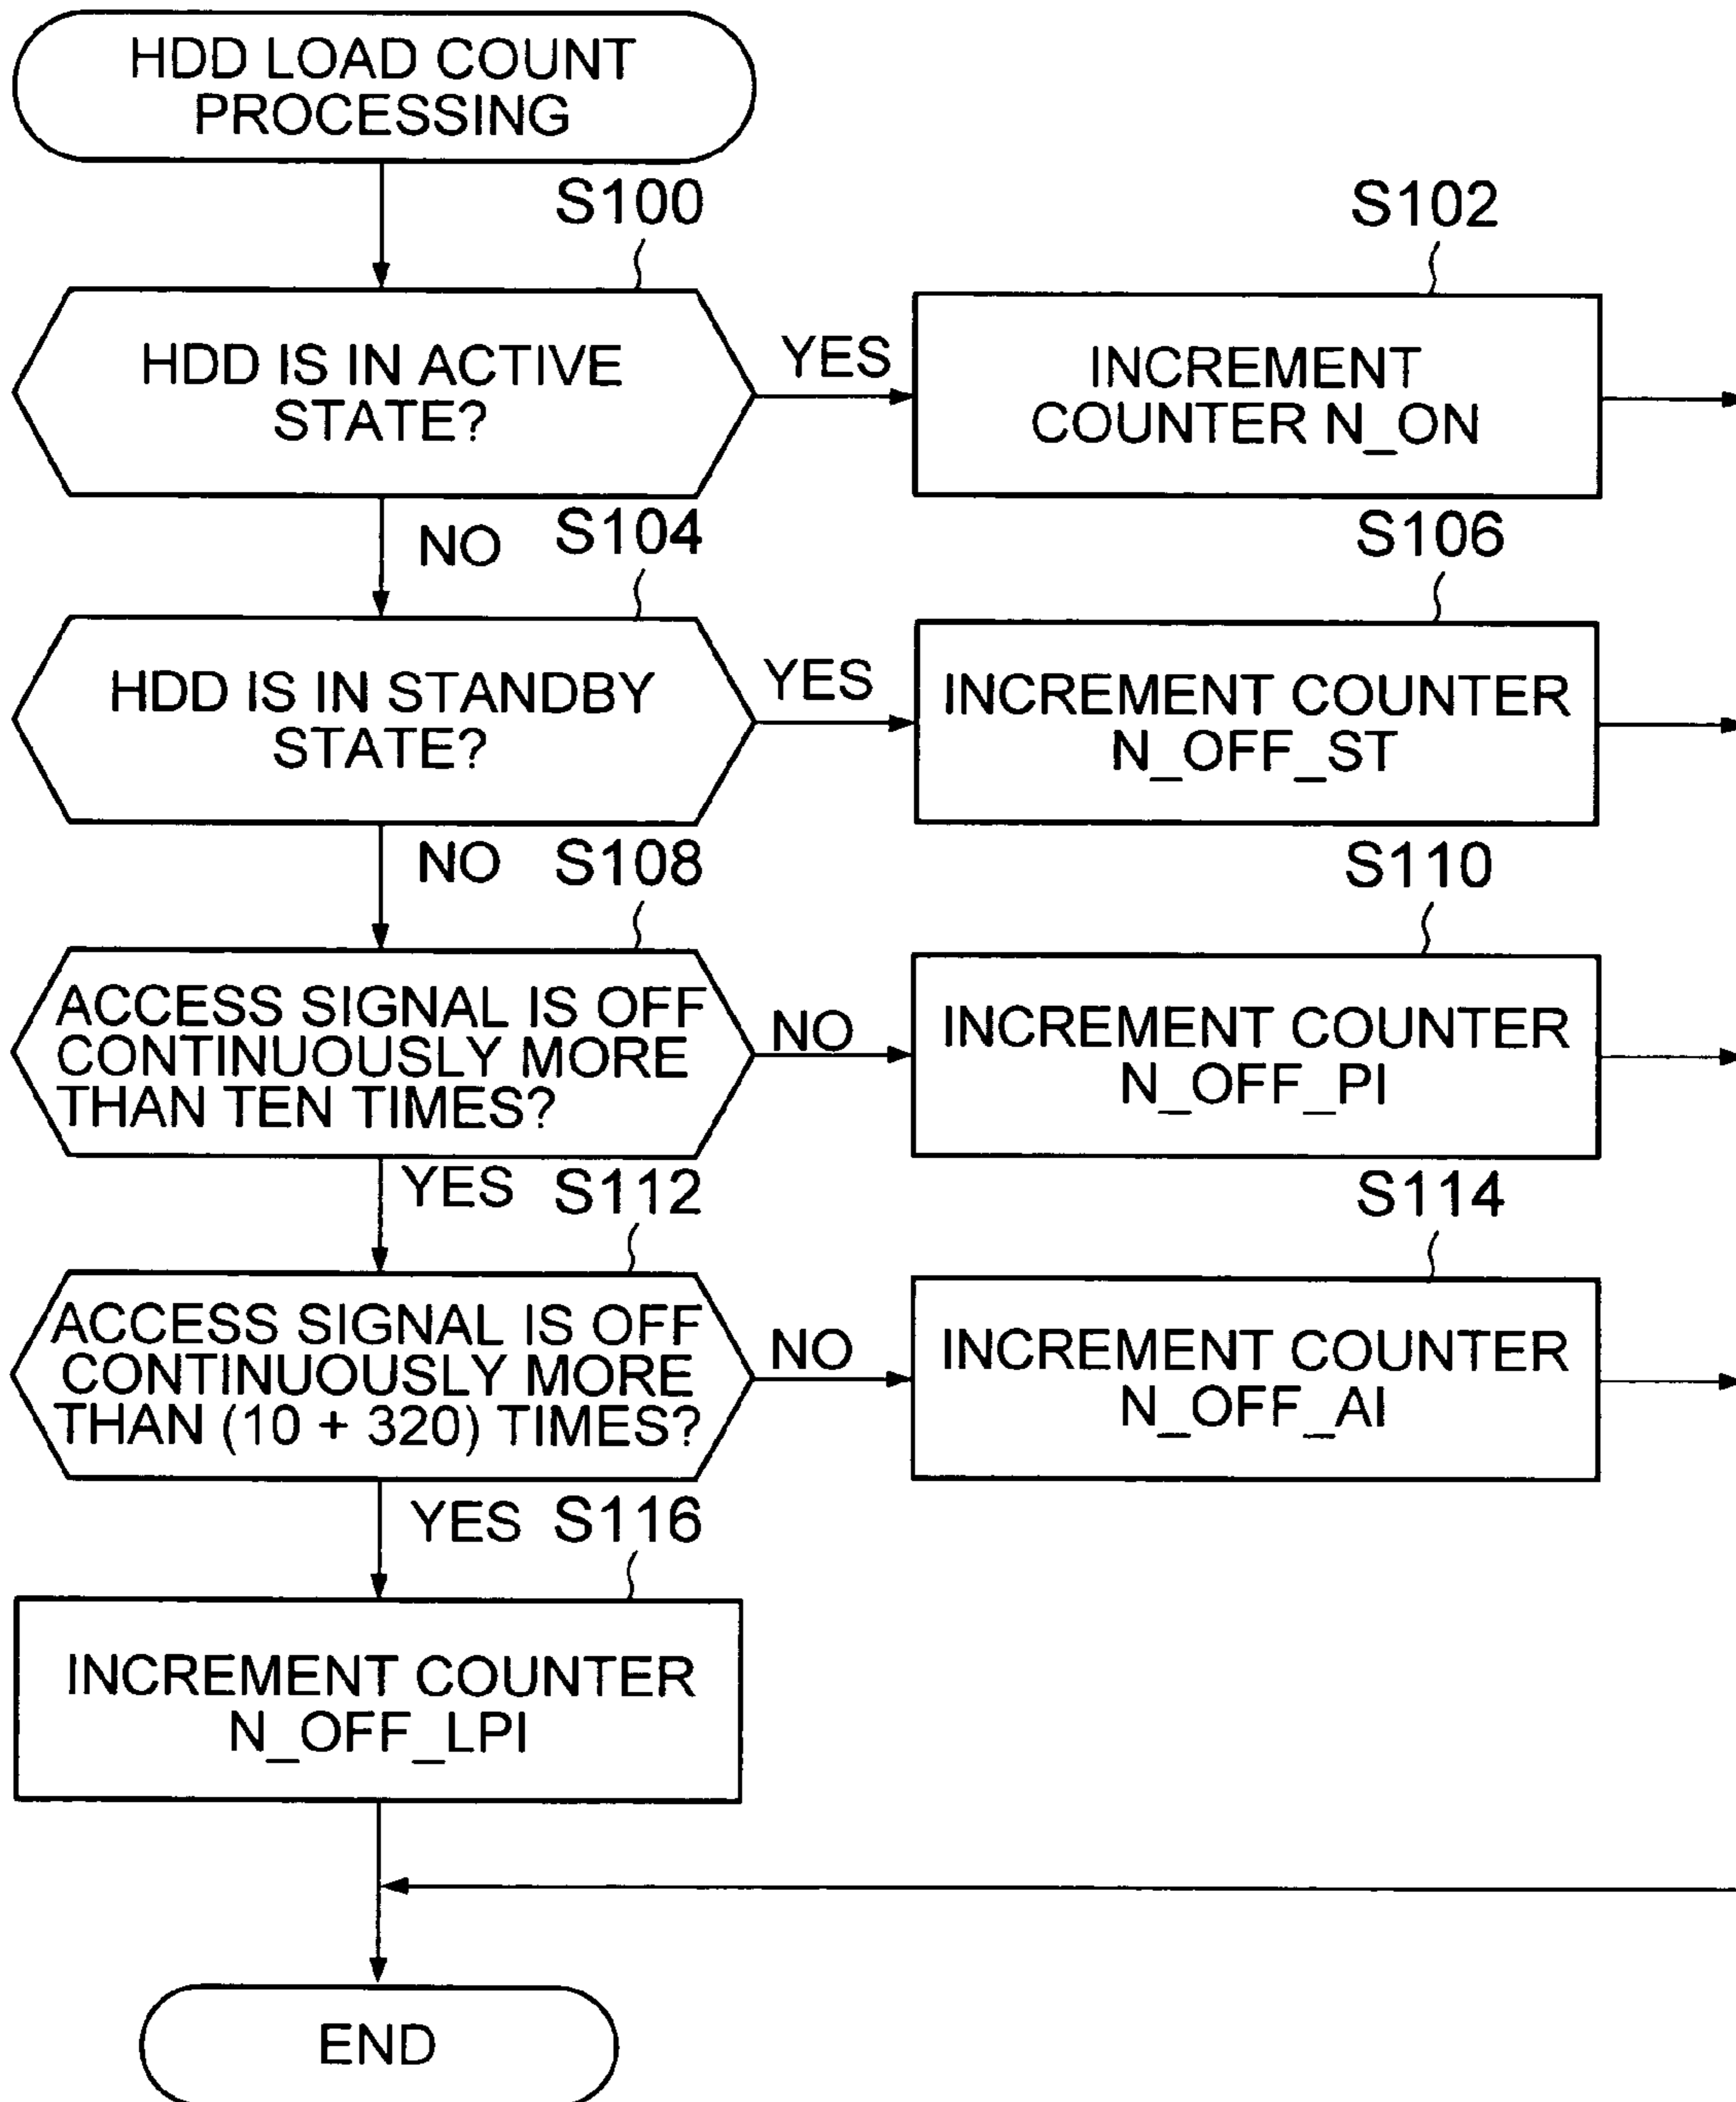 HDD LOAD COUNT
PROCESSING
S100
S102
HDD IS IN ACTIVE
STATE?
YES
INCREMENT
COUNTER N_ON
NO
S104
S106
HDD IS IN STANDBY
STATE?
YES
INCREMENT COUNTER
N_OFF_ST
NO
S108
S110
ACCESS SIGNAL IS OFF
CONTINUOUSLY MORE
THAN TEN TIMES?
NO
INCREMENT COUNTER
N_OFF_PI
YES
S112
S114
ACCESS SIGNAL IS OFF
CONTINUOUSLY MORE
THAN (10 + 320) TIMES?
NO
INCREMENT COUNTER
N_OFF_AI
YES
S116
INCREMENT COUNTER
N_OFF_LPI
END